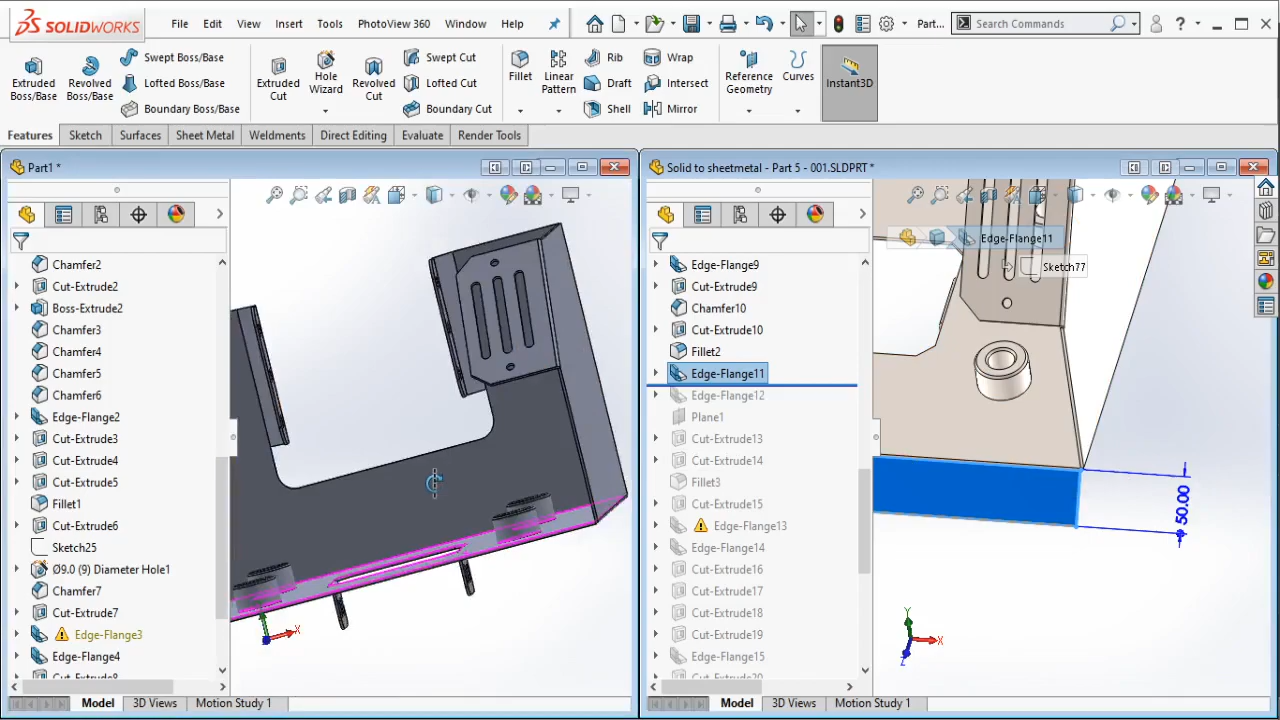 SOLIDWORKS
File Edit View Insert Tools PhotoView 360 Window Help
Part... Search Commands
Extruded Boss/Base
Revolved Boss/Base
Swept Boss/Base
Lofted Boss/Base
Boundary Boss/Base
Extruded Cut
Hole Wizard
Revolved Cut
Swept Cut
Lofted Cut
Boundary Cut
Fillet
Linear Pattern
Rib
Draft
Shell
Wrap
Intersect
Mirror
Reference Geometry
Curves
Instant3D
Features Sketch Surfaces Sheet Metal Weldments Direct Editing Evaluate Render Tools
Part1 *
Chamfer2
Cut-Extrude2
Boss-Extrude2
Chamfer3
Chamfer4
Chamfer5
Chamfer6
Edge-Flange2
Cut-Extrude3
Cut-Extrude4
Cut-Extrude5
Fillet1
Cut-Extrude6
Sketch25
Ø9.0 (9) Diameter Hole1
Chamfer7
Cut-Extrude7
Edge-Flange3
Edge-Flange4
Cut-Extrude8
X
Model 3D Views Motion Study 1
Solid to sheetmetal - Part 5 - 001.SLDPRT *
Edge-Flange9
Cut-Extrude9
Chamfer10
Cut-Extrude10
Fillet2
Edge-Flange11
Edge-Flange12
Plane1
Cut-Extrude13
Cut-Extrude14
Fillet3
Cut-Extrude15
Edge-Flange13
Edge-Flange14
Cut-Extrude16
Cut-Extrude17
Cut-Extrude18
Cut-Extrude19
Edge-Flange15
Cut-Extrude20
Edge-Flange11
Sketch77
50.00
Y
X
Z
Model 3D Views Motion Study 1